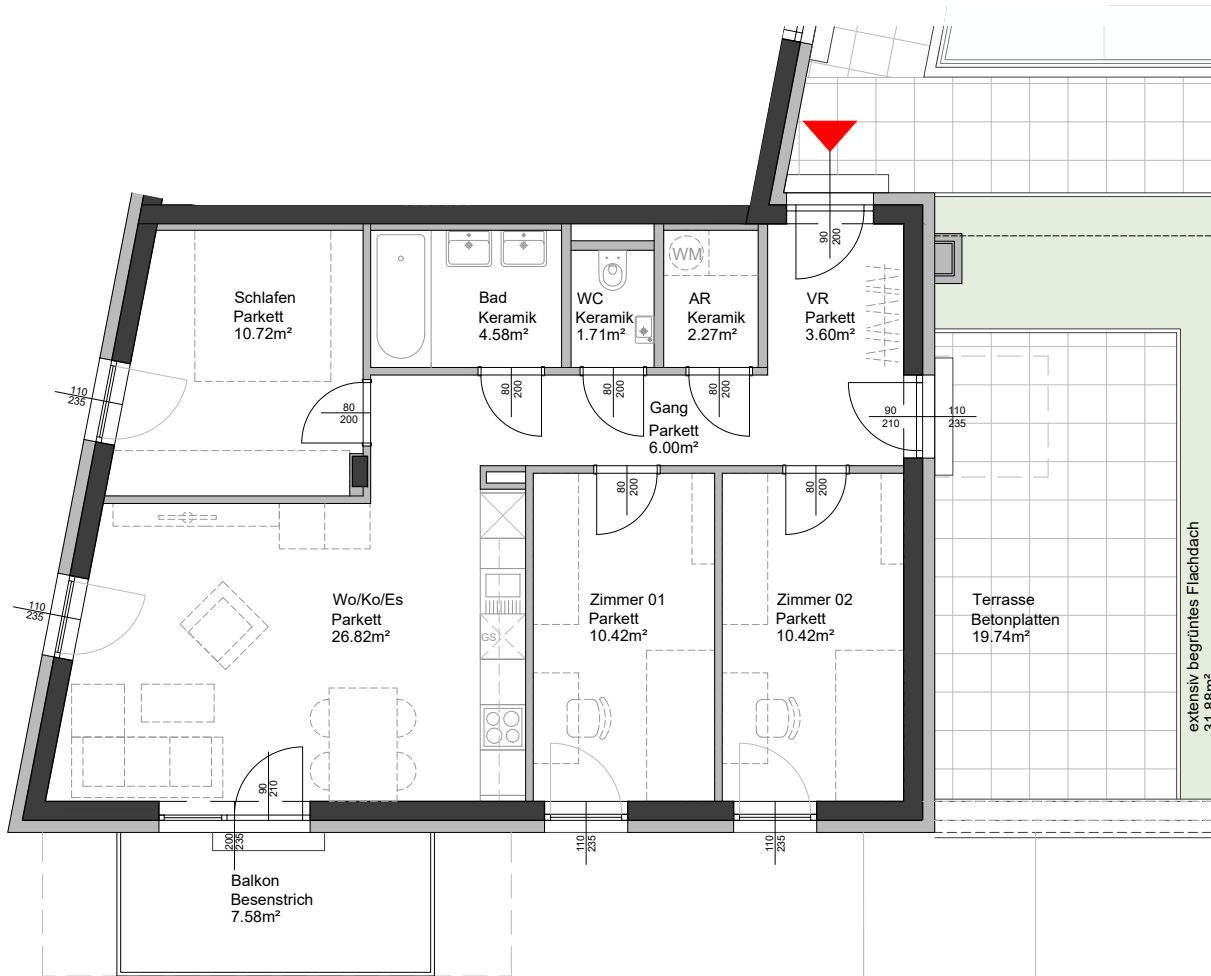 90
200
WM
Schlafen
Parkett
10.72m²
Bad
Keramik
4.58m²
WC
Keramik
1.71m²
AR
Keramik
2.27m²
VR
Parkett
3.60m²
110
235
80
200
80
200
80
200
80
200
Gang
Parkett
6.00m²
90
210
110
235
80
200
80
200
110
235
Wo/Ko/Es
Parkett
26.82m²
GS
Zimmer 01
Parkett
10.42m²
Zimmer 02
Parkett
10.42m²
Terrasse
Betonplatten
19.74m²
extensiv begrüntes Flachdach
31.88m²
90
210
200
235
110
235
110
235
Balkon
Besenstrich
7.58m²